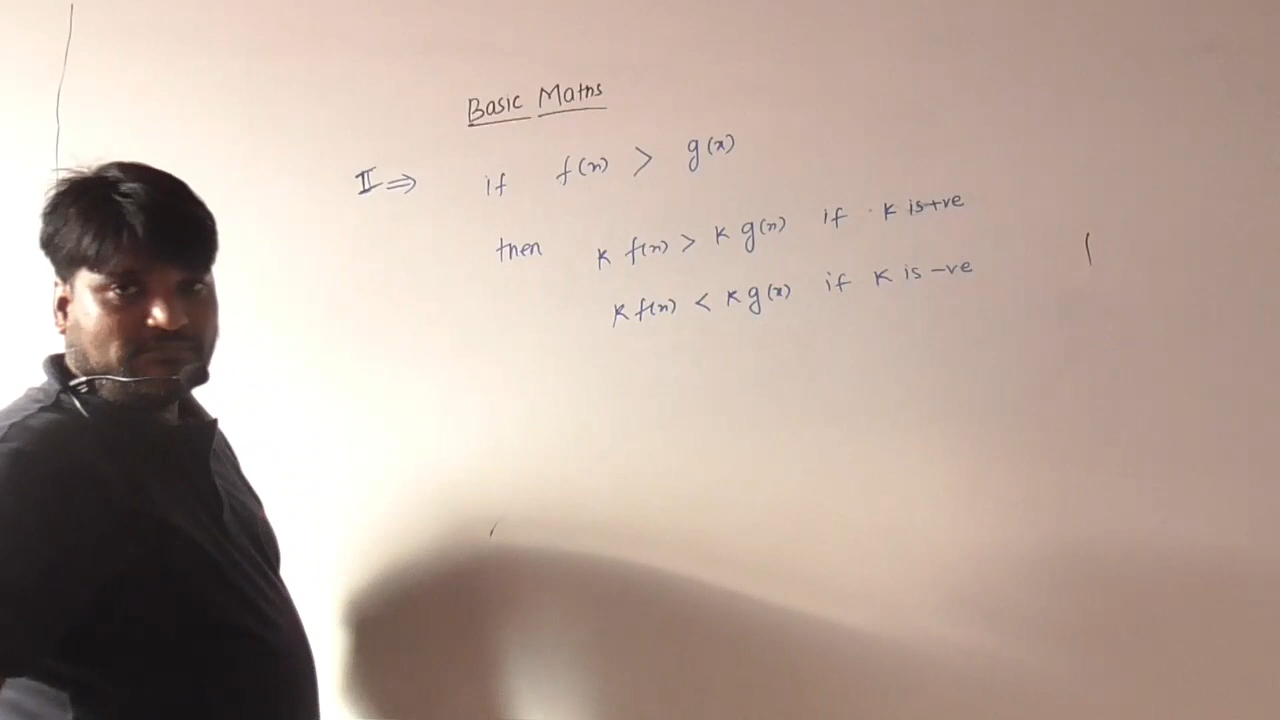 Basic Maths
II ⇒ if f(x) > g(x)
then K f(x) > K g(x) if K is +ve
K f(x) < K g(x) if K is -ve